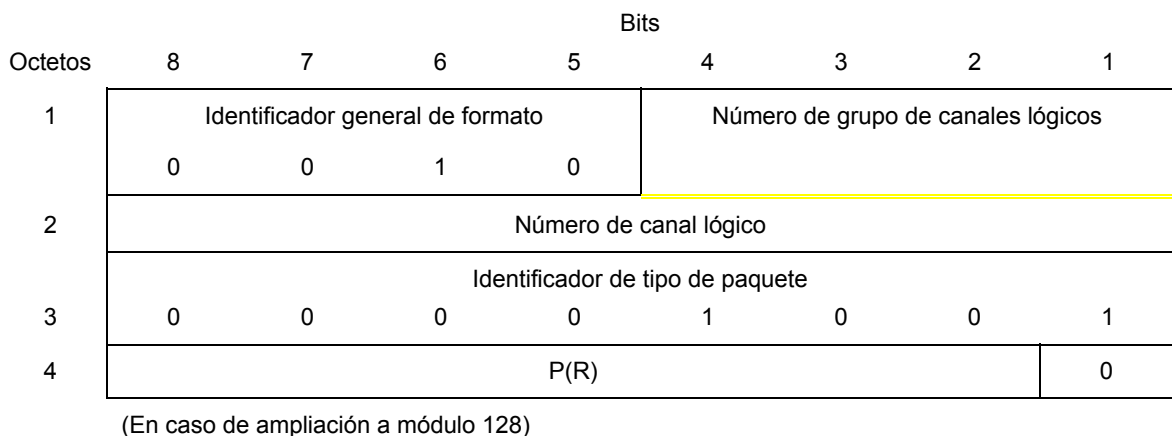 Bits
Octetos 8 7 6 5 4 3 2 1
1 Identificador general de formato Número de grupo de canales lógicos
0 0 1 0
2 Número de canal lógico
Identificador de tipo de paquete
3 0 0 0 0 1 0 0 1
4 P(R) 0
(En caso de ampliación a módulo 128)